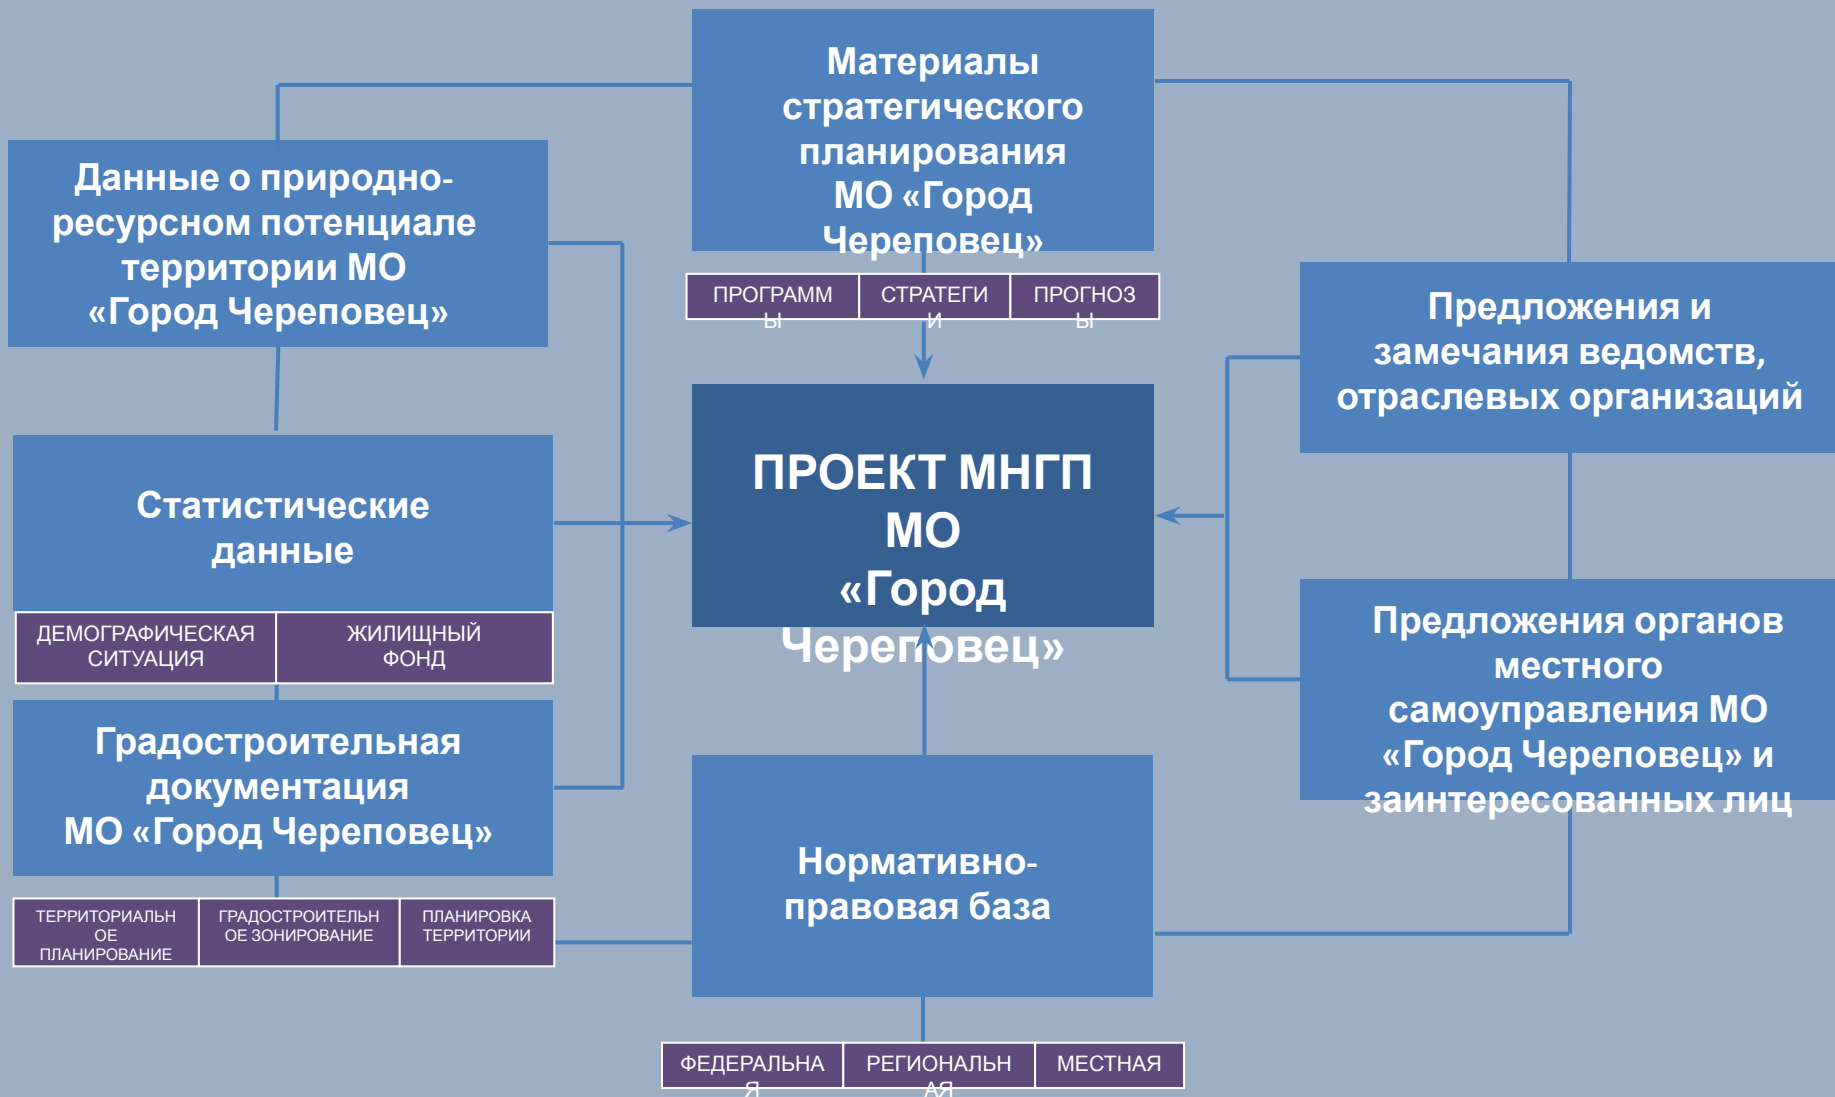 Материалы
стратегического
планирования
МО «Город
Череповец»
ПРОГРАММ
Ы
СТРАТЕГИ
И
ПРОГНОЗ
Ы
Данные о природно-
ресурсном потенциале
территории МО
«Город Череповец»
Предложения и
замечания ведомств,
отраслевых организаций
ПРОЕКТ МНГП
МО
«Город
Череповец»
Статистические
данные
ДЕМОГРАФИЧЕСКАЯ
СИТУАЦИЯ
ЖИЛИЩНЫЙ
ФОНД
Предложения органов
местного
самоуправления МО
«Город Череповец» и
заинтересованных лиц
Градостроительная
документация
МО «Город Череповец»
ТЕРРИТОРИАЛЬН
ОЕ
ПЛАНИРОВАНИЕ
ГРАДОСТРОИТЕЛЬН
ОЕ ЗОНИРОВАНИЕ
ПЛАНИРОВКА
ТЕРРИТОРИИ
Нормативно-
правовая база
ФЕДЕРАЛЬНА
Я
РЕГИОНАЛЬН
АЯ
МЕСТНАЯ